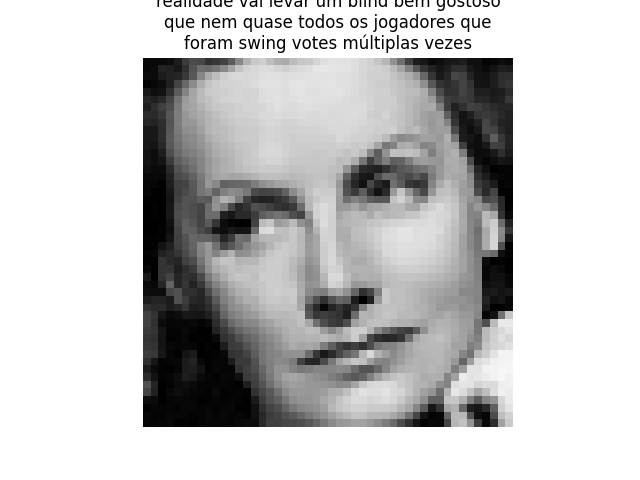 realidade vai levar um blind bem gostoso
que nem quase todos os jogadores que
foram swing votes múltiplas vezes